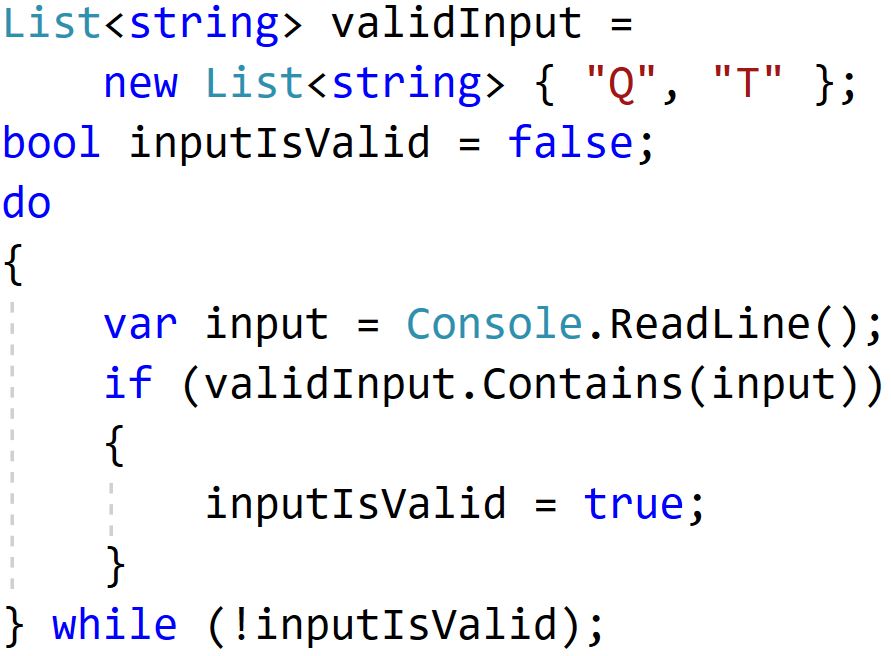 List<string> validInput =
    new List<string> { "Q", "T" };
bool inputIsValid = false;
do
{
    var input = Console.ReadLine();
    if (validInput.Contains(input))
    {
        inputIsValid = true;
    }
} while (!inputIsValid);